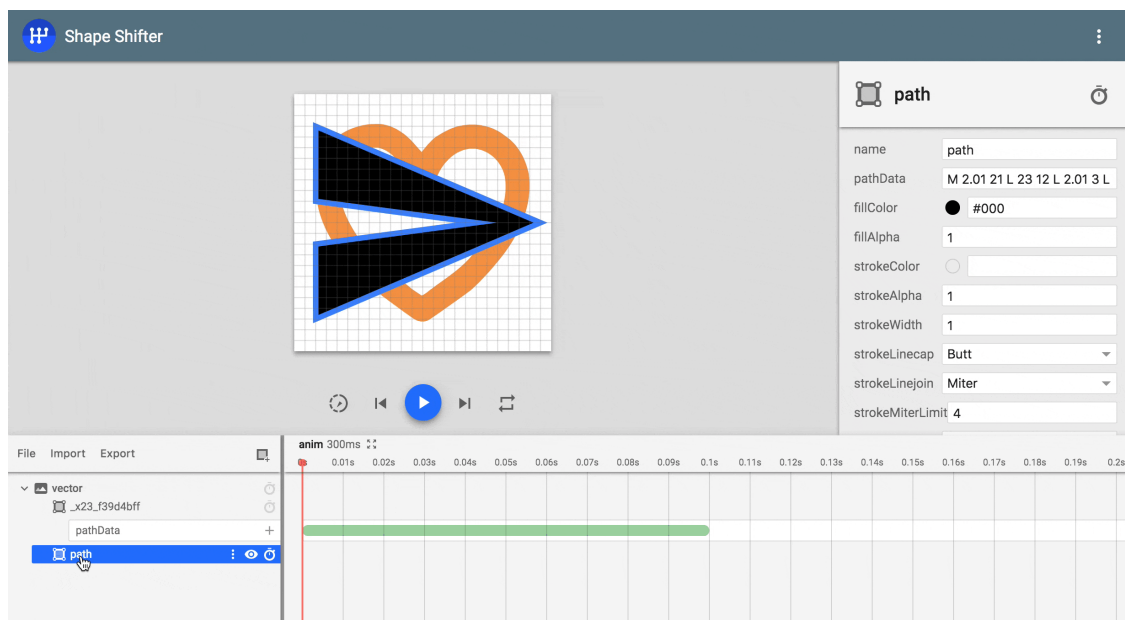 Shape Shifter
path
name path
pathData M 2.01 21 L 23 12 L 2.01 3 L
fillColor #000
fillAlpha 1
strokeColor
strokeAlpha 1
strokeWidth 1
strokeLinecap Butt
strokeLinejoin Miter
strokeMiterLimit 4
File Import Export
anim 300ms
0s 0.01s 0.02s 0.03s 0.04s 0.05s 0.06s 0.07s 0.08s 0.09s 0.1s 0.11s 0.12s 0.13s 0.14s 0.15s 0.16s 0.17s 0.18s 0.19s 0.2s
vector
_x23_f39d4bff
pathData
path